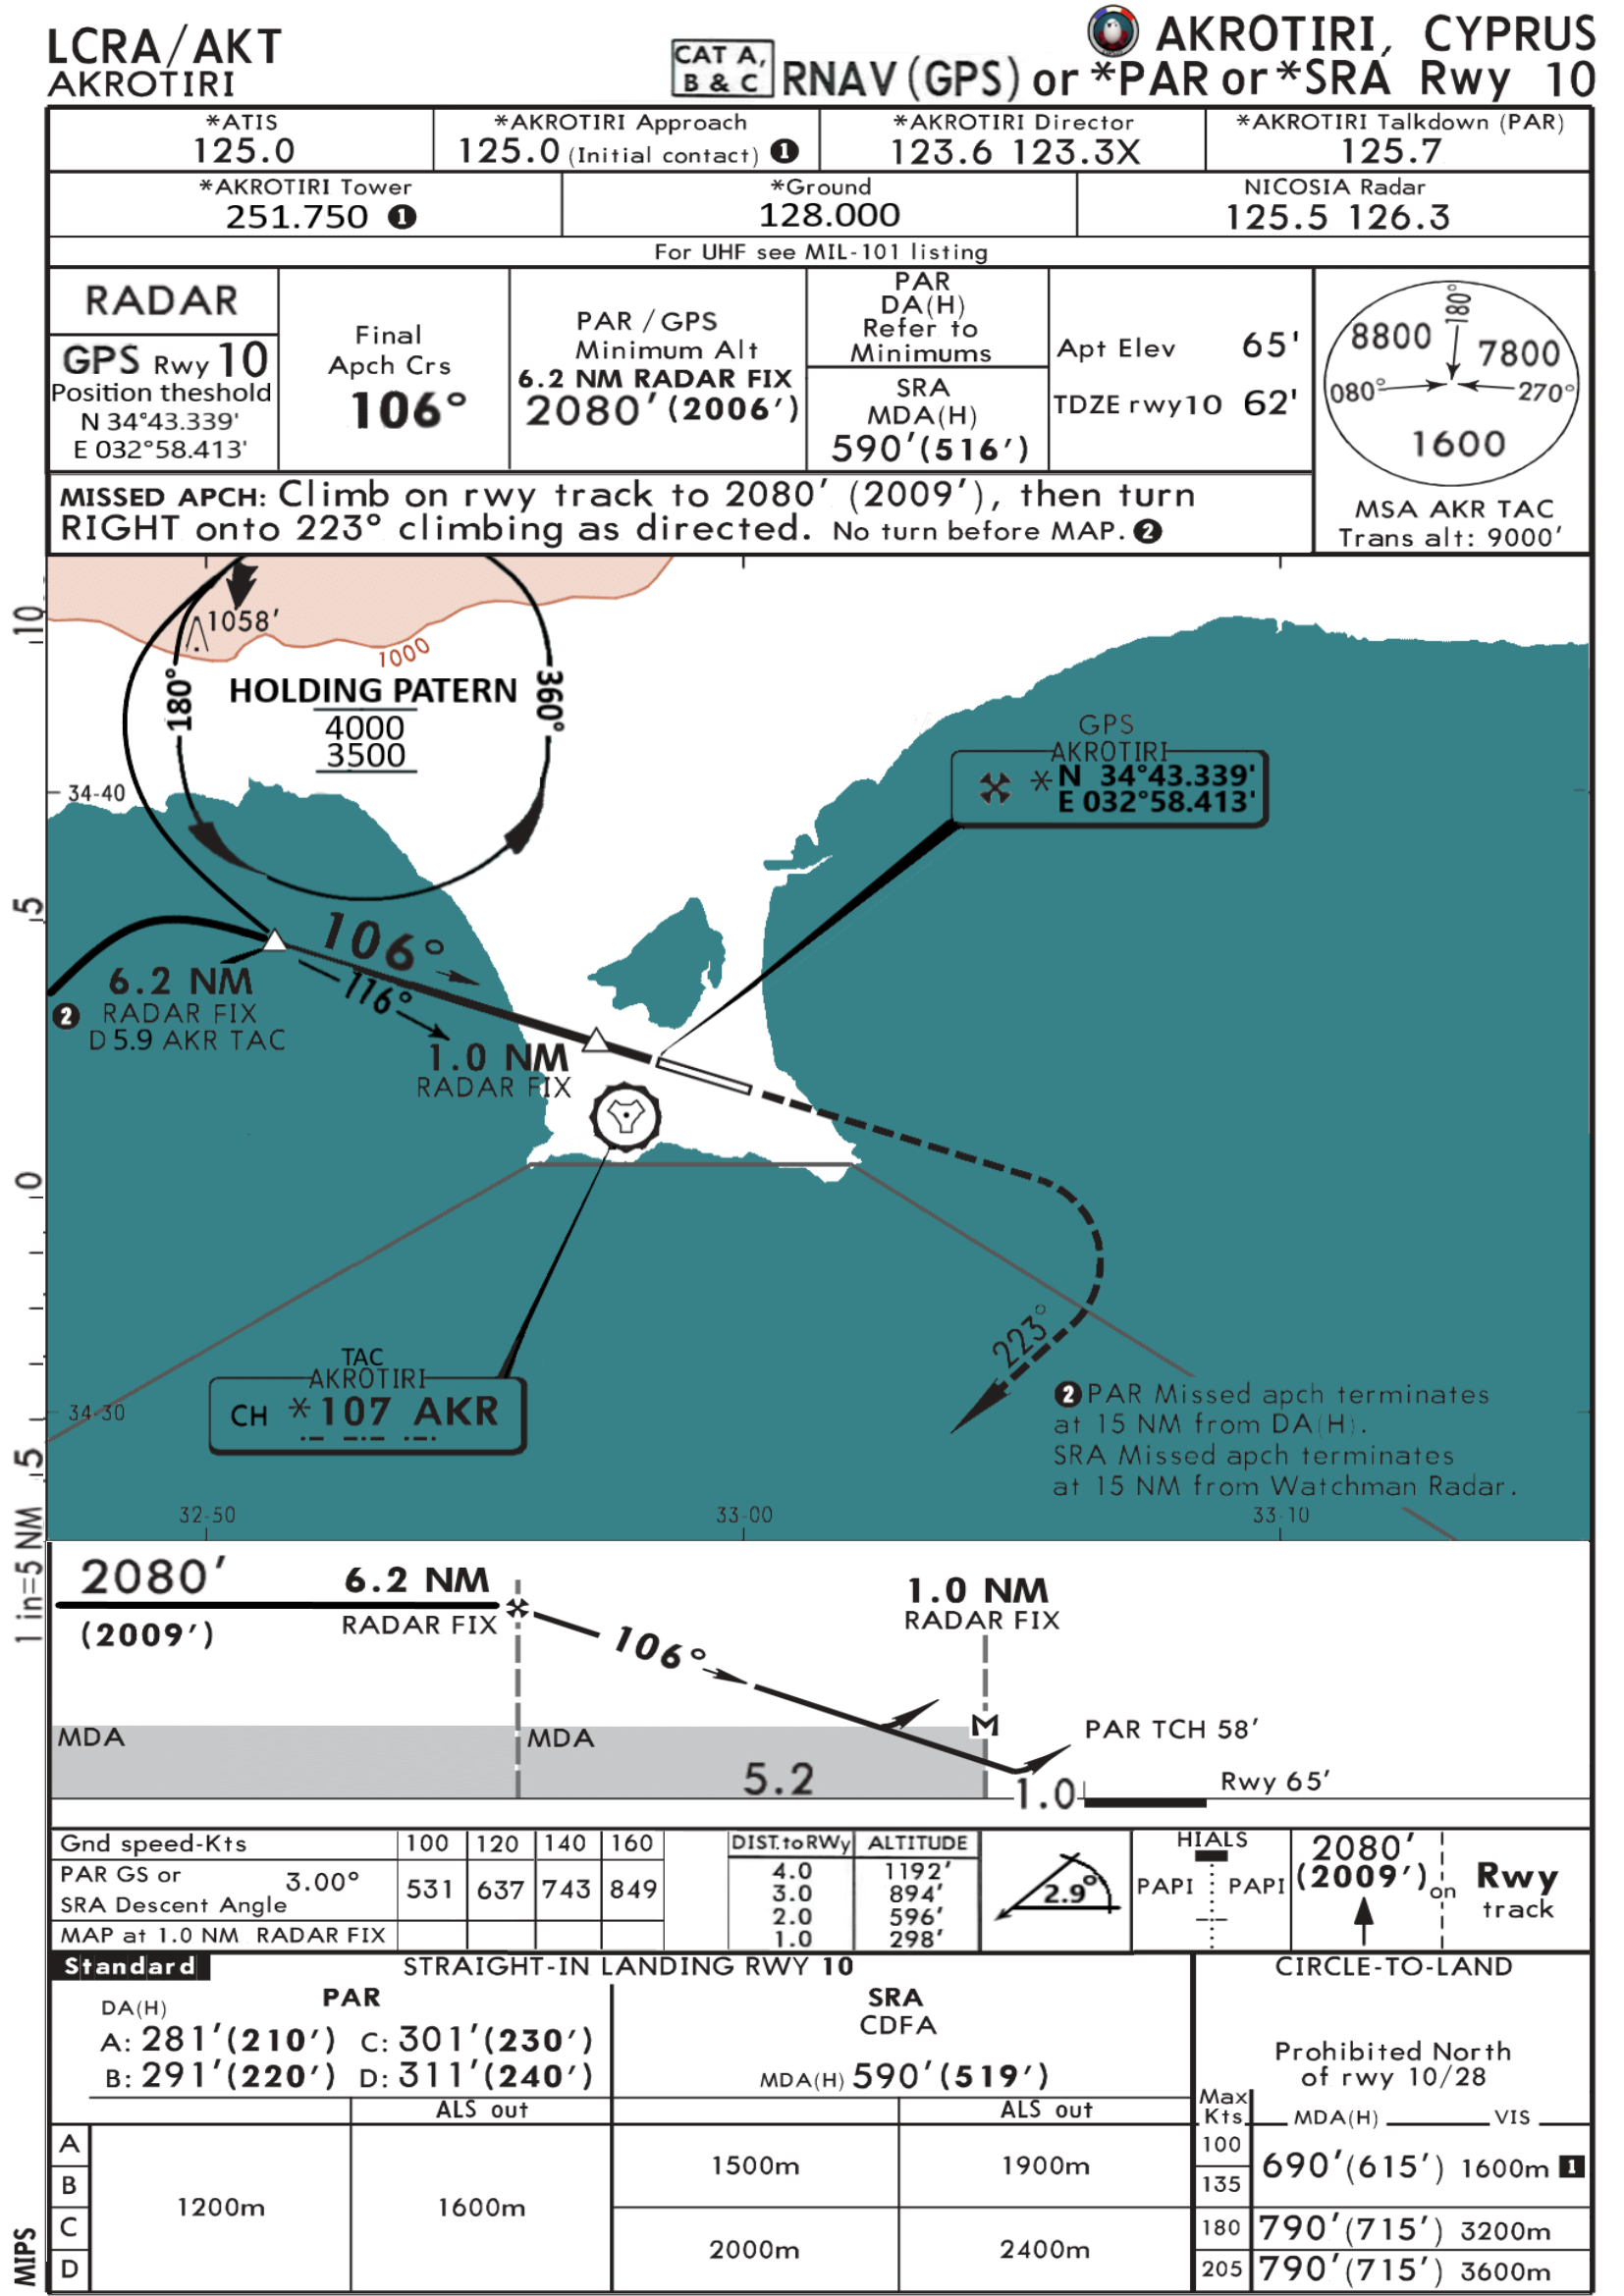 LCRA/AKT
AKROTIRI
CAT A,
B & C
AKROTIRI, CYPRUS
RNAV (GPS) or *PAR or *SRA Rwy 10
*ATIS
125.0
*AKROTIRI Approach
125.0 (Initial contact) 1
*AKROTIRI Director
123.6 123.3X
*AKROTIRI Talkdown (PAR)
125.7
*AKROTIRI Tower
251.750 1
*Ground
128.000
NICOSIA Radar
125.5 126.3
For UHF see MIL-101 listing
RADAR
GPS Rwy 10
Position theshold
N 34°43.339'
E 032°58.413'
Final
Apch Crs
106°
PAR / GPS
Minimum Alt
6.2 NM RADAR FIX
2080' (2006')
PAR
DA(H)
Refer to
Minimums
SRA
MDA(H)
590' (516')
Apt Elev 65'
TDZE rwy10 62'
180°
8800
7800
080°
270°
1600
MSA AKR TAC
Trans alt: 9000'
MISSED APCH: Climb on rwy track to 2080' (2009'), then turn
RIGHT onto 223° climbing as directed. No turn before MAP. 2
10
5
0
5
1 in=5 NM
1058'
1000
180°
HOLDING PATERN
4000
3500
360°
34-40
GPS
AKROTIRI
* N 34°43.339'
E 032°58.413'
106°
116°
6.2 NM
2 RADAR FIX
D 5.9 AKR TAC
1.0 NM
RADAR FIX
223°
TAC
AKROTIRI
CH *107 AKR
34-30
2 PAR Missed apch terminates
at 15 NM from DA(H).
SRA Missed apch terminates
at 15 NM from Watchman Radar.
32-50
33-00
33-10
2080'
(2009')
6.2 NM
RADAR FIX
106°
1.0 NM
RADAR FIX
MDA
MDA
M
PAR TCH 58'
5.2
1.0
Rwy 65'
Gnd speed-Kts 100 120 140 160
PAR GS or
SRA Descent Angle 3.00° 531 637 743 849
MAP at 1.0 NM RADAR FIX
DIST.toRWy ALTITUDE
4.0 1192'
3.0 894'
2.0 596'
1.0 298'
2.9°
HIALS
PAPI PAPI
2080'
(2009')
on
Rwy
track
Standard
STRAIGHT-IN LANDING RWY 10
CIRCLE-TO-LAND
PAR
DA(H)
A: 281' (210') C: 301' (230')
B: 291' (220') D: 311' (240')
SRA
CDFA
MDA(H) 590' (519')
Prohibited North
of rwy 10/28
ALS out
ALS out
Max
Kts
MDA(H) VIS
A
B
C
D
1200m
1600m
1500m
1900m
2000m
2400m
100
135
690' (615') 1600m 1
180 790' (715') 3200m
205 790' (715') 3600m
MIPS